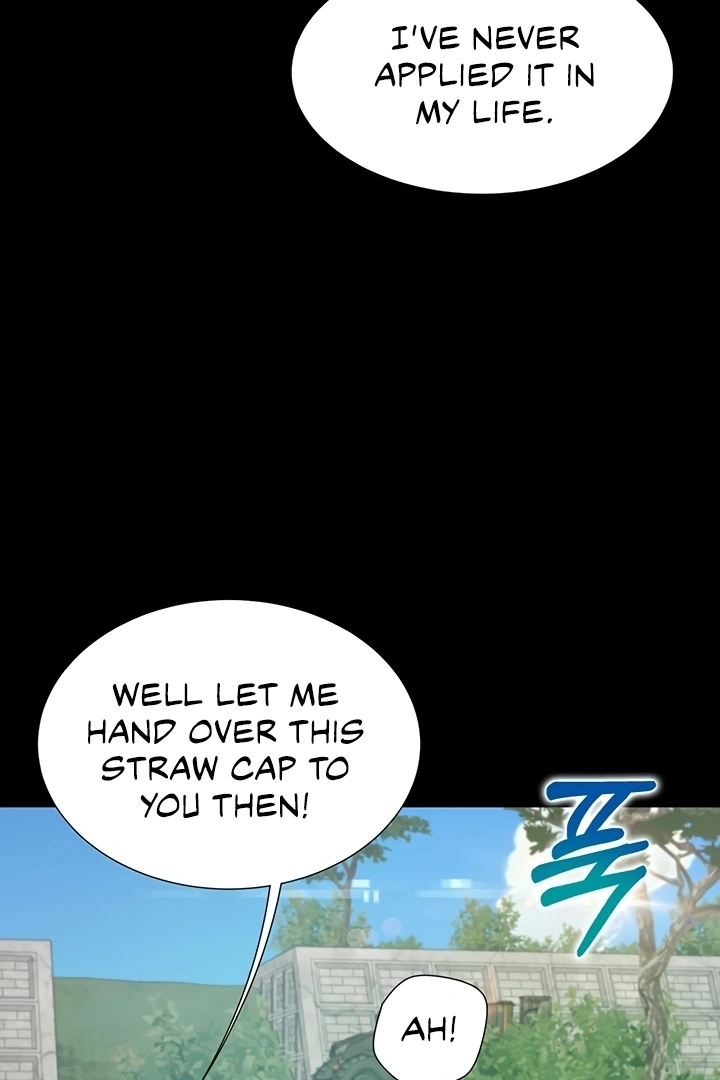 I'VE NEVER
APPLIED IT IN
MY LIFE.
WELL LET ME
HAND OVER THIS
STRAW CAP TO
YOU THEN!
푹
AH!